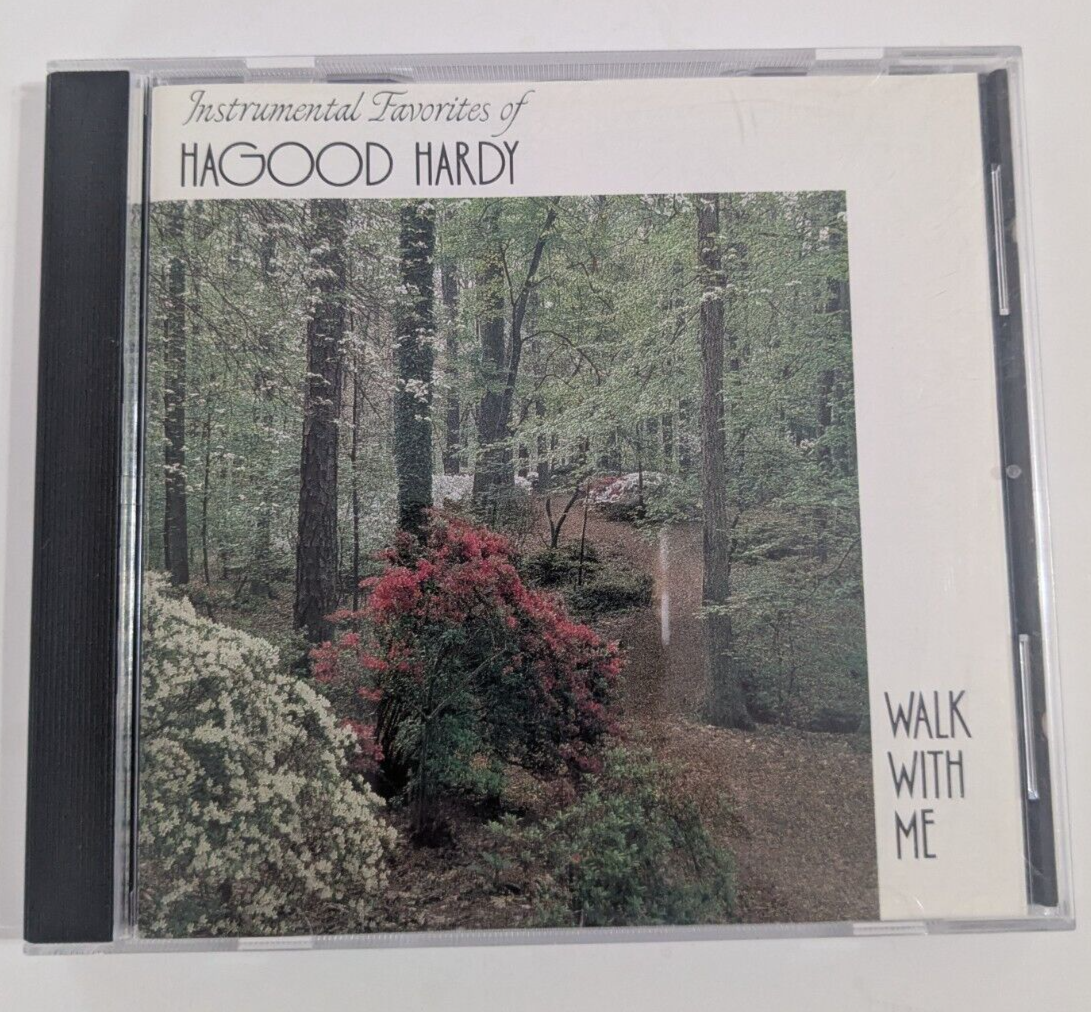 Instrumental Favorites of
HAGOOD HARDY
WALK
WITH
ME